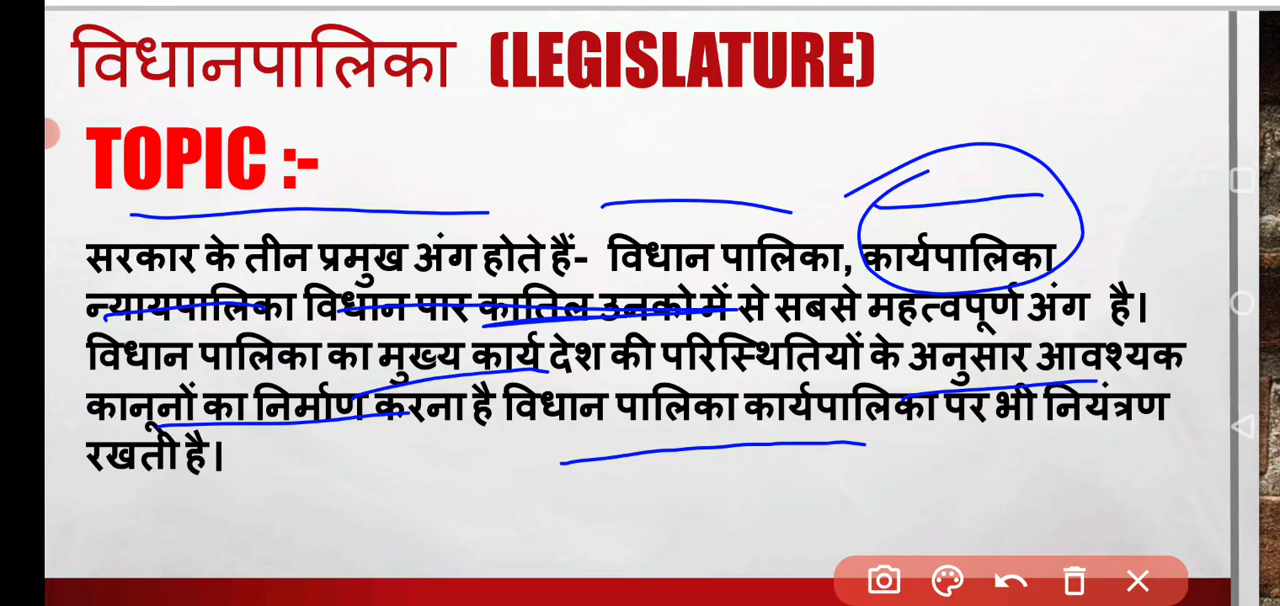 विधानपालिका (LEGISLATURE)
TOPIC :-
सरकार के तीन प्रमुख अंग होते हैं- विधान पालिका, कार्यपालिका
न्यायपालिका विधान पार कातिल उनको में से सबसे महत्वपूर्ण अंग है।
विधान पालिका का मुख्य कार्य देश की परिस्थितियों के अनुसार आवश्यक
कानूनों का निर्माण करना है विधान पालिका कार्यपालिका पर भी नियंत्रण
रखती है।